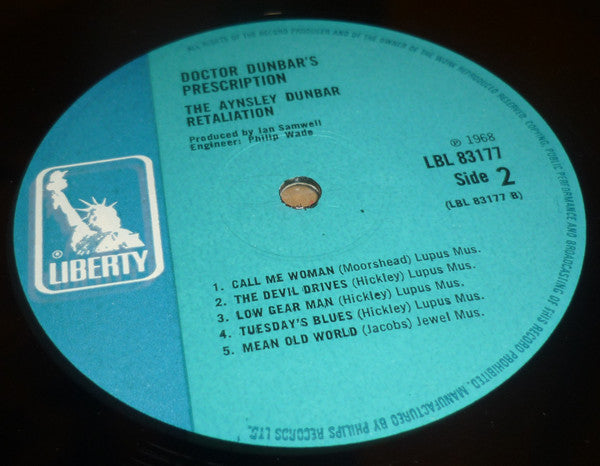 ALL RIGHTS OF THE RECORD PRODUCER AND OF THE OWNER OF THE WORK REPRODUCED RESERVED. COPYING, PUBLIC PERFORMANCE AND BROADCASTING OF THIS RECORD PROHIBITED. MANUFACTURED BY PHILIPS RECORDS LTD.
DOCTOR DUNBAR'S
PRESCRIPTION
THE AYNSLEY DUNBAR
RETALIATION
Produced by Ian Samwell
Engineer: Philip Wade
℗ 1968
LBL 83177
Side 2
(LBL 83177 B)
® LIBERTY
1. CALL ME WOMAN (Moorshead) Lupus Mus.
2. THE DEVIL DRIVES (Hickley) Lupus Mus.
3. LOW GEAR MAN (Hickley) Lupus Mus.
4. TUESDAY'S BLUES (Hickley) Lupus Mus.
5. MEAN OLD WORLD (Jacobs) Jewel Mus.